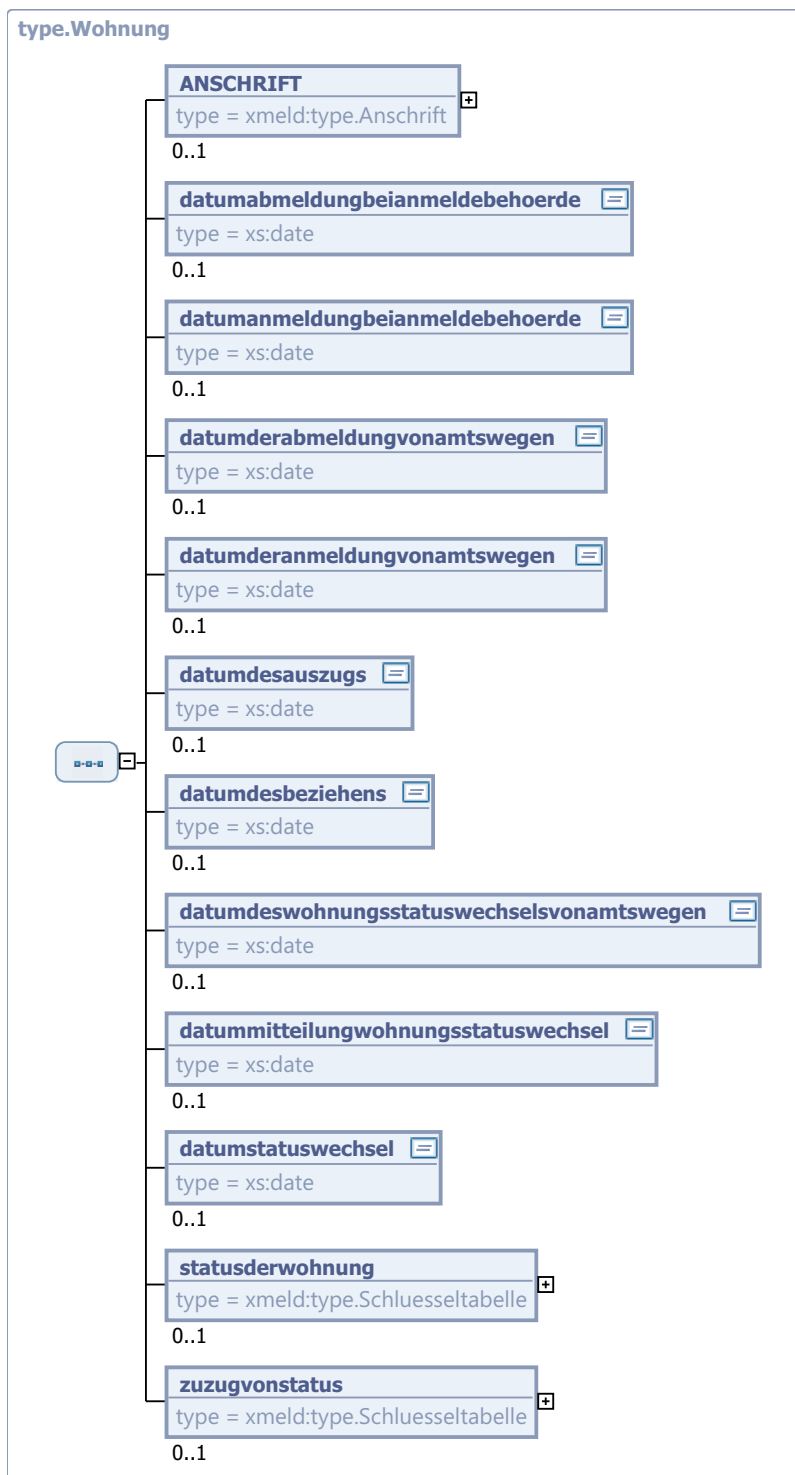 type.Wohnung
ANSCHRIFT
type = xmeld:type.Anschrift
0..1
datumabmeldungbeianmeldebehoerde
type = xs:date
0..1
datumanmeldungbeianmeldebehoerde
type = xs:date
0..1
datumderabmeldungvonamtswegen
type = xs:date
0..1
datumderanmeldungvonamtswegen
type = xs:date
0..1
datumdesauszugs
type = xs:date
0..1
datumdesbeziehens
type = xs:date
0..1
datumdeswohnungsstatuswechselsvonamtswegen
type = xs:date
0..1
datummitteilungwohnungsstatuswechsel
type = xs:date
0..1
datumstatuswechsel
type = xs:date
0..1
statusderwohnung
type = xmeld:type.Schluesseltabelle
0..1
zuzugvonstatus
type = xmeld:type.Schluesseltabelle
0..1